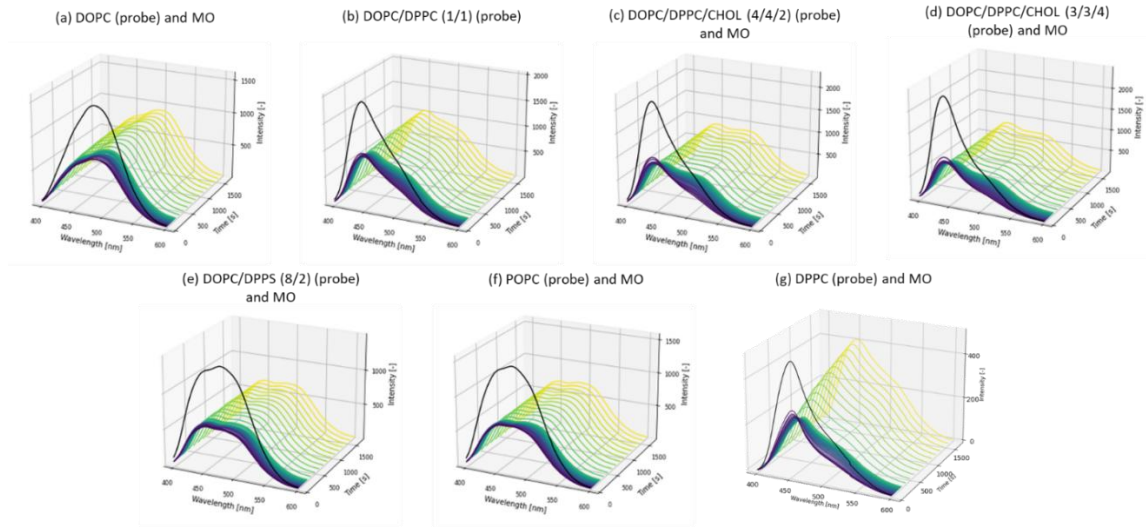 (a) DOPC (probe) and MO
(b) DOPC/DPPC (1/1) (probe)
(c) DOPC/DPPC/CHOL (4/4/2) (probe)
and MO
(d) DOPC/DPPC/CHOL (3/3/4)
(probe) and MO
1500
1000
500
Intensity [-]
400
450
500
550
600
Wavelength [nm]
0
500
1000
1500
Time [s]
2000
1500
1000
500
Intensity [-]
400
450
500
550
600
Wavelength [nm]
0
500
1000
1500
Time [s]
2000
1500
1000
500
Intensity [-]
400
450
500
550
600
Wavelength [nm]
0
500
1000
1500
Time [s]
2000
1500
1000
500
Intensity [-]
400
450
500
550
600
Wavelength [nm]
0
500
1000
1500
Time [s]
(e) DOPC/DPPS (8/2) (probe)
and MO
(f) POPC (probe) and MO
(g) DPPC (probe) and MO
1000
500
Intensity [-]
400
450
500
550
600
Wavelength [nm]
0
500
1000
1500
Time [s]
1500
1000
500
Intensity [-]
400
450
500
550
600
Wavelength [nm]
0
500
1000
1500
Time [s]
400
200
0
Intensity [-]
400
450
500
550
600
Wavelength [nm]
0
500
1000
1500
Time [s]